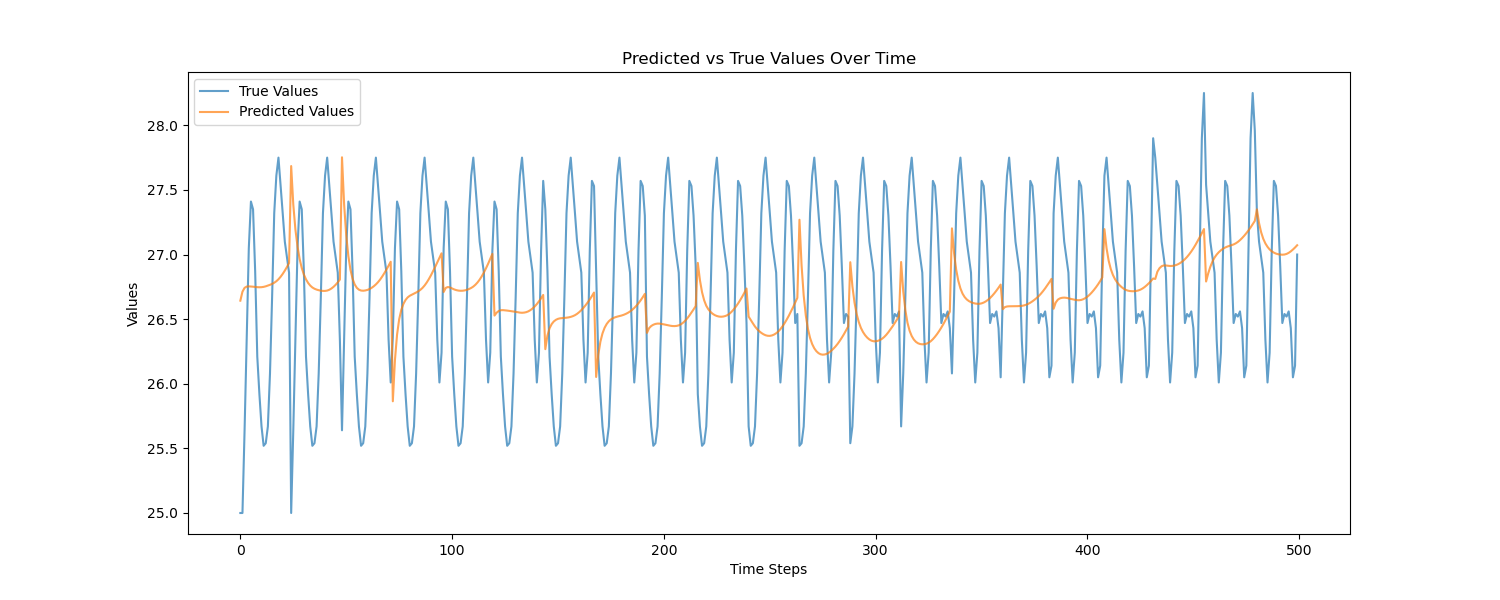 Predicted vs True Values Over Time
True Values
Predicted Values
Values
28.0
27.5
27.0
26.5
26.0
25.5
25.0
0
100
200
300
400
500
Time Steps